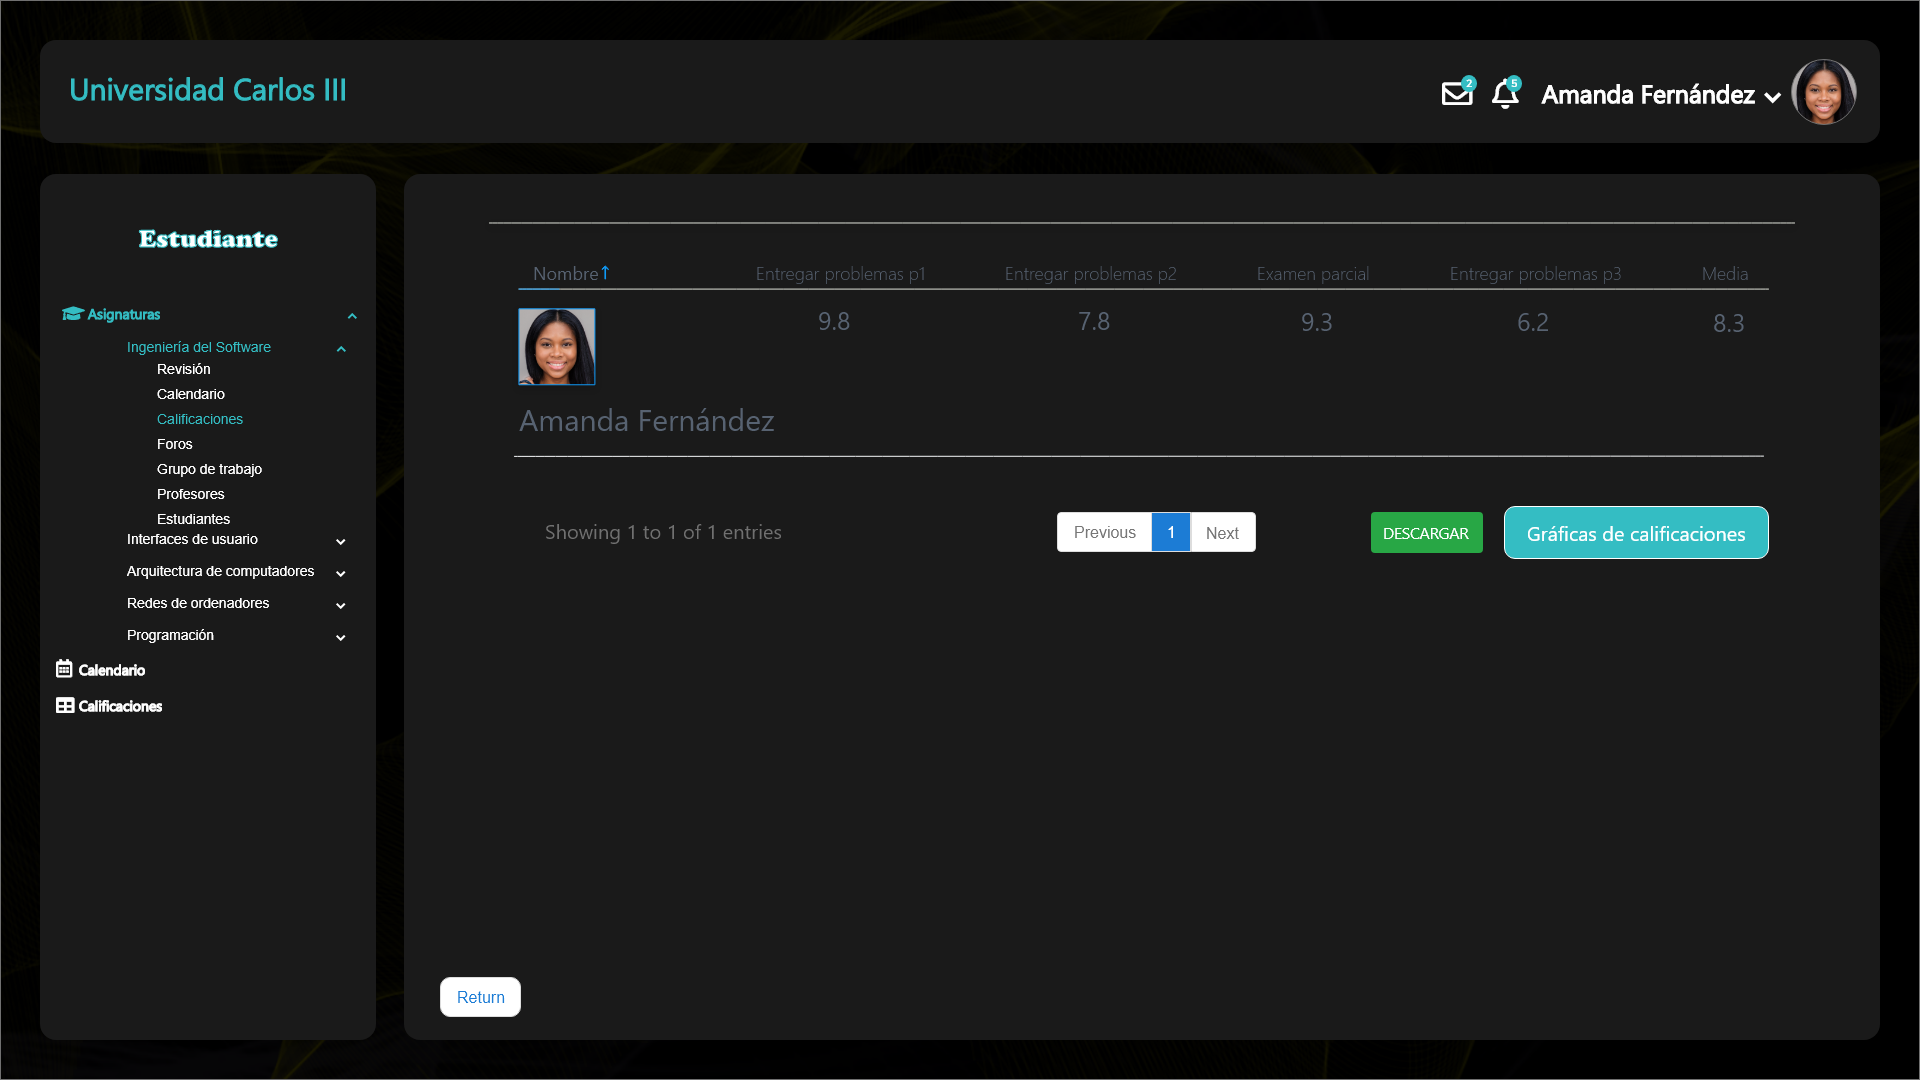 Universidad Carlos III
2
5
Amanda Fernández
Estudiante
Asignaturas
Ingeniería del Software
Revisión
Calendario
Calificaciones
Foros
Grupo de trabajo
Profesores
Estudiantes
Interfaces de usuario
Arquitectura de computadores
Redes de ordenadores
Programación
Calendario
Calificaciones
Nombre↑ Entregar problemas p1 Entregar problemas p2 Examen parcial Entregar problemas p3 Media
9.8 7.8 9.3 6.2 8.3
Amanda Fernández
Showing 1 to 1 of 1 entries
Previous 1 Next
DESCARGAR
Gráficas de calificaciones
Return